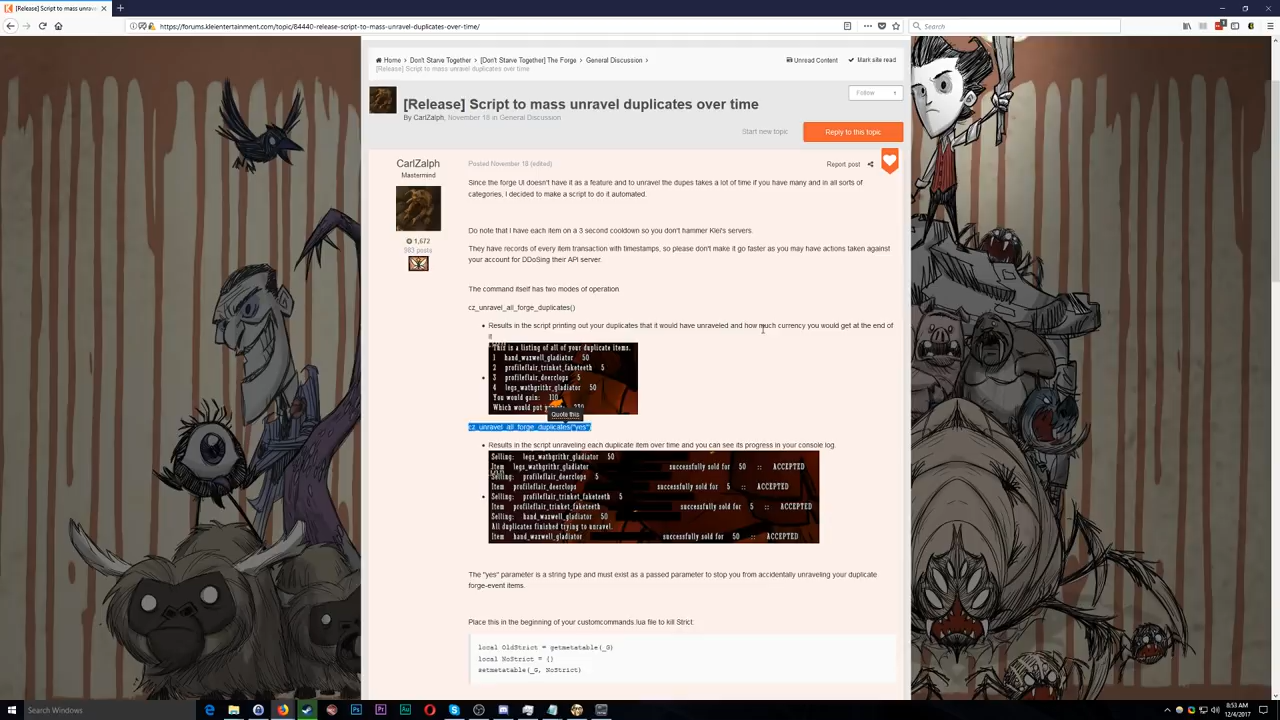 [Release] Script to mass unrave
https://forums.kleientertainment.com/topic/84440-release-script-to-mass-unravel-duplicates-over-time/
Search
Home › Don't Starve Together › [Don't Starve Together] The Forge › General Discussion ›
Unread Content
Mark site read
[Release] Script to mass unravel duplicates over time
[Release] Script to mass unravel duplicates over time
Follow
1
By CarlZalph, November 18 in General Discussion
Start new topic
Reply to this topic
CarlZalph
Mastermind
1,672
983 posts
Posted November 18 (edited)
Report post
Since the forge UI doesn't have it as a feature and to unravel the dupes takes a lot of time if you have many and in all sorts of
categories, I decided to make a script to do it automated.
Do note that I have each item on a 3 second cooldown so you don't hammer Klei's servers.
They have records of every item transaction with timestamps, so please don't make it go faster as you may have actions taken against
your account for DDoSing their API server.
The command itself has two modes of operation
cz_unravel_all_forge_duplicates()
Results in the script printing out your duplicates that it would have unraveled and how much currency you would get at the end of
it
This is a listing of all of your duplicate items.
1 hand_waxwell_gladiator 50
2 profileflair_trinket_faketeeth 5
3 profileflair_deerclops 5
4 legs_wathgrithr_gladiator 50
You would gain: 110
Which would put
Quote this
cz_unravel_all_forge_duplicates("yes")
Results in the script unraveling each duplicate item over time and you can see its progress in your console log.
Selling: legs_wathgrithr_gladiator 50
Item legs_wathgrithr_gladiator successfully sold for 50 :: ACCEPTED
Selling: profileflair_deerclops 5
Item profileflair_deerclops successfully sold for 5 :: ACCEPTED
Selling: profileflair_trinket_faketeeth 5
Item profileflair_trinket_faketeeth successfully sold for 5 :: ACCEPTED
Selling: hand_waxwell_gladiator 50
All duplicates finished trying to unravel.
Item hand_waxwell_gladiator successfully sold for 50 :: ACCEPTED
The "yes" parameter is a string type and must exist as a passed parameter to stop you from accidentally unraveling your duplicate
forge-event items.
Place this in the beginning of your customcommands.lua file to kill Strict:
local OldStrict = getmetatable(_G)
local NoStrict = {}
setmetatable(_G, NoStrict)
Search Windows
8:53 AM
12/4/2017